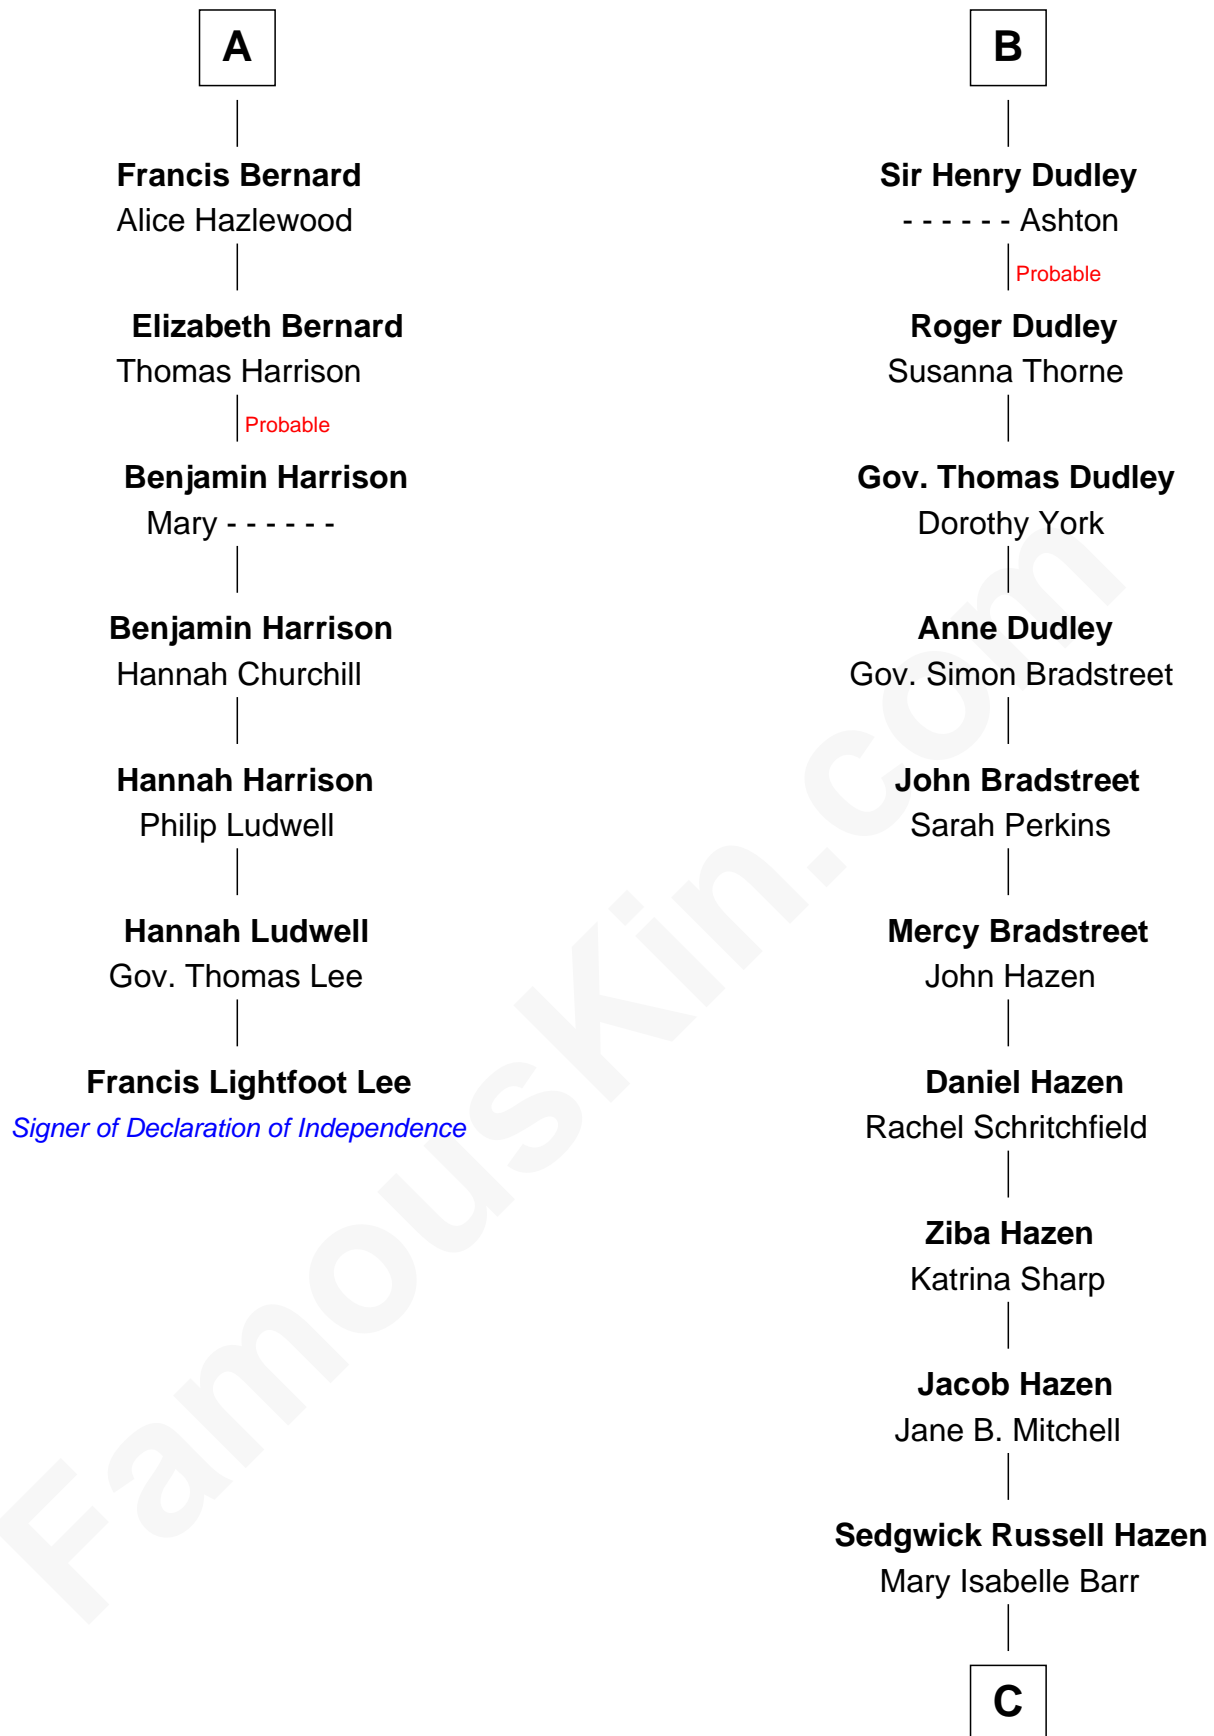 A
Francis Bernard
Alice Hazlewood
Elizabeth Bernard
Thomas Harrison
Probable
Benjamin Harrison
Mary - - - - - -
Benjamin Harrison
Hannah Churchill
Hannah Harrison
Philip Ludwell
Hannah Ludwell
Gov. Thomas Lee
Francis Lightfoot Lee
Signer of Declaration of Independence
B
Sir Henry Dudley
- - - - - - Ashton
Probable
Roger Dudley
Susanna Thorne
Gov. Thomas Dudley
Dorothy York
Anne Dudley
Gov. Simon Bradstreet
John Bradstreet
Sarah Perkins
Mercy Bradstreet
John Hazen
Daniel Hazen
Rachel Schritchfield
Ziba Hazen
Katrina Sharp
Jacob Hazen
Jane B. Mitchell
Sedgwick Russell Hazen
Mary Isabelle Barr
C
FamousKin.com